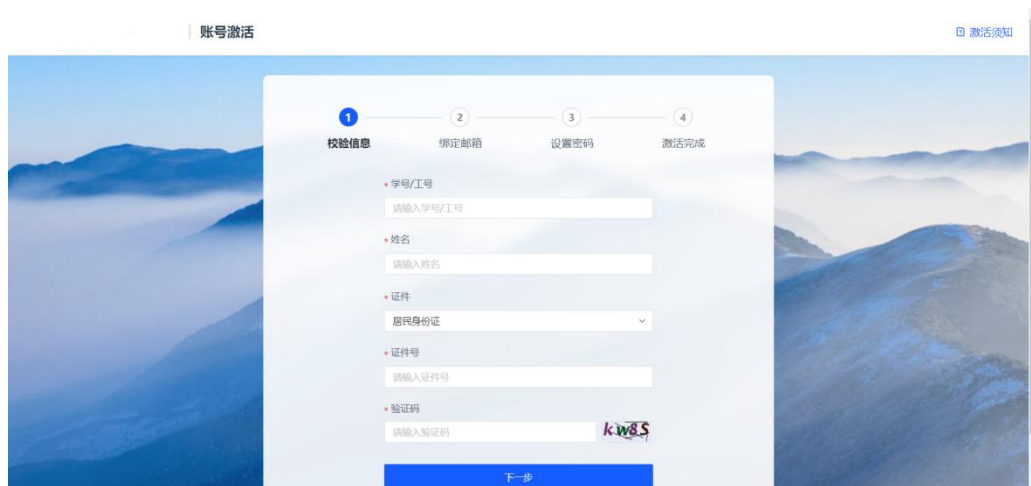 账号激活
激活须知
1 2 3 4
校验信息 绑定邮箱 设置密码 激活完成
* 学号/工号
请输入学号/工号
* 姓名
请输入姓名
* 证件
居民身份证
* 证件号
请输入证件号
* 验证码
请输入验证码 kw8S
下一步